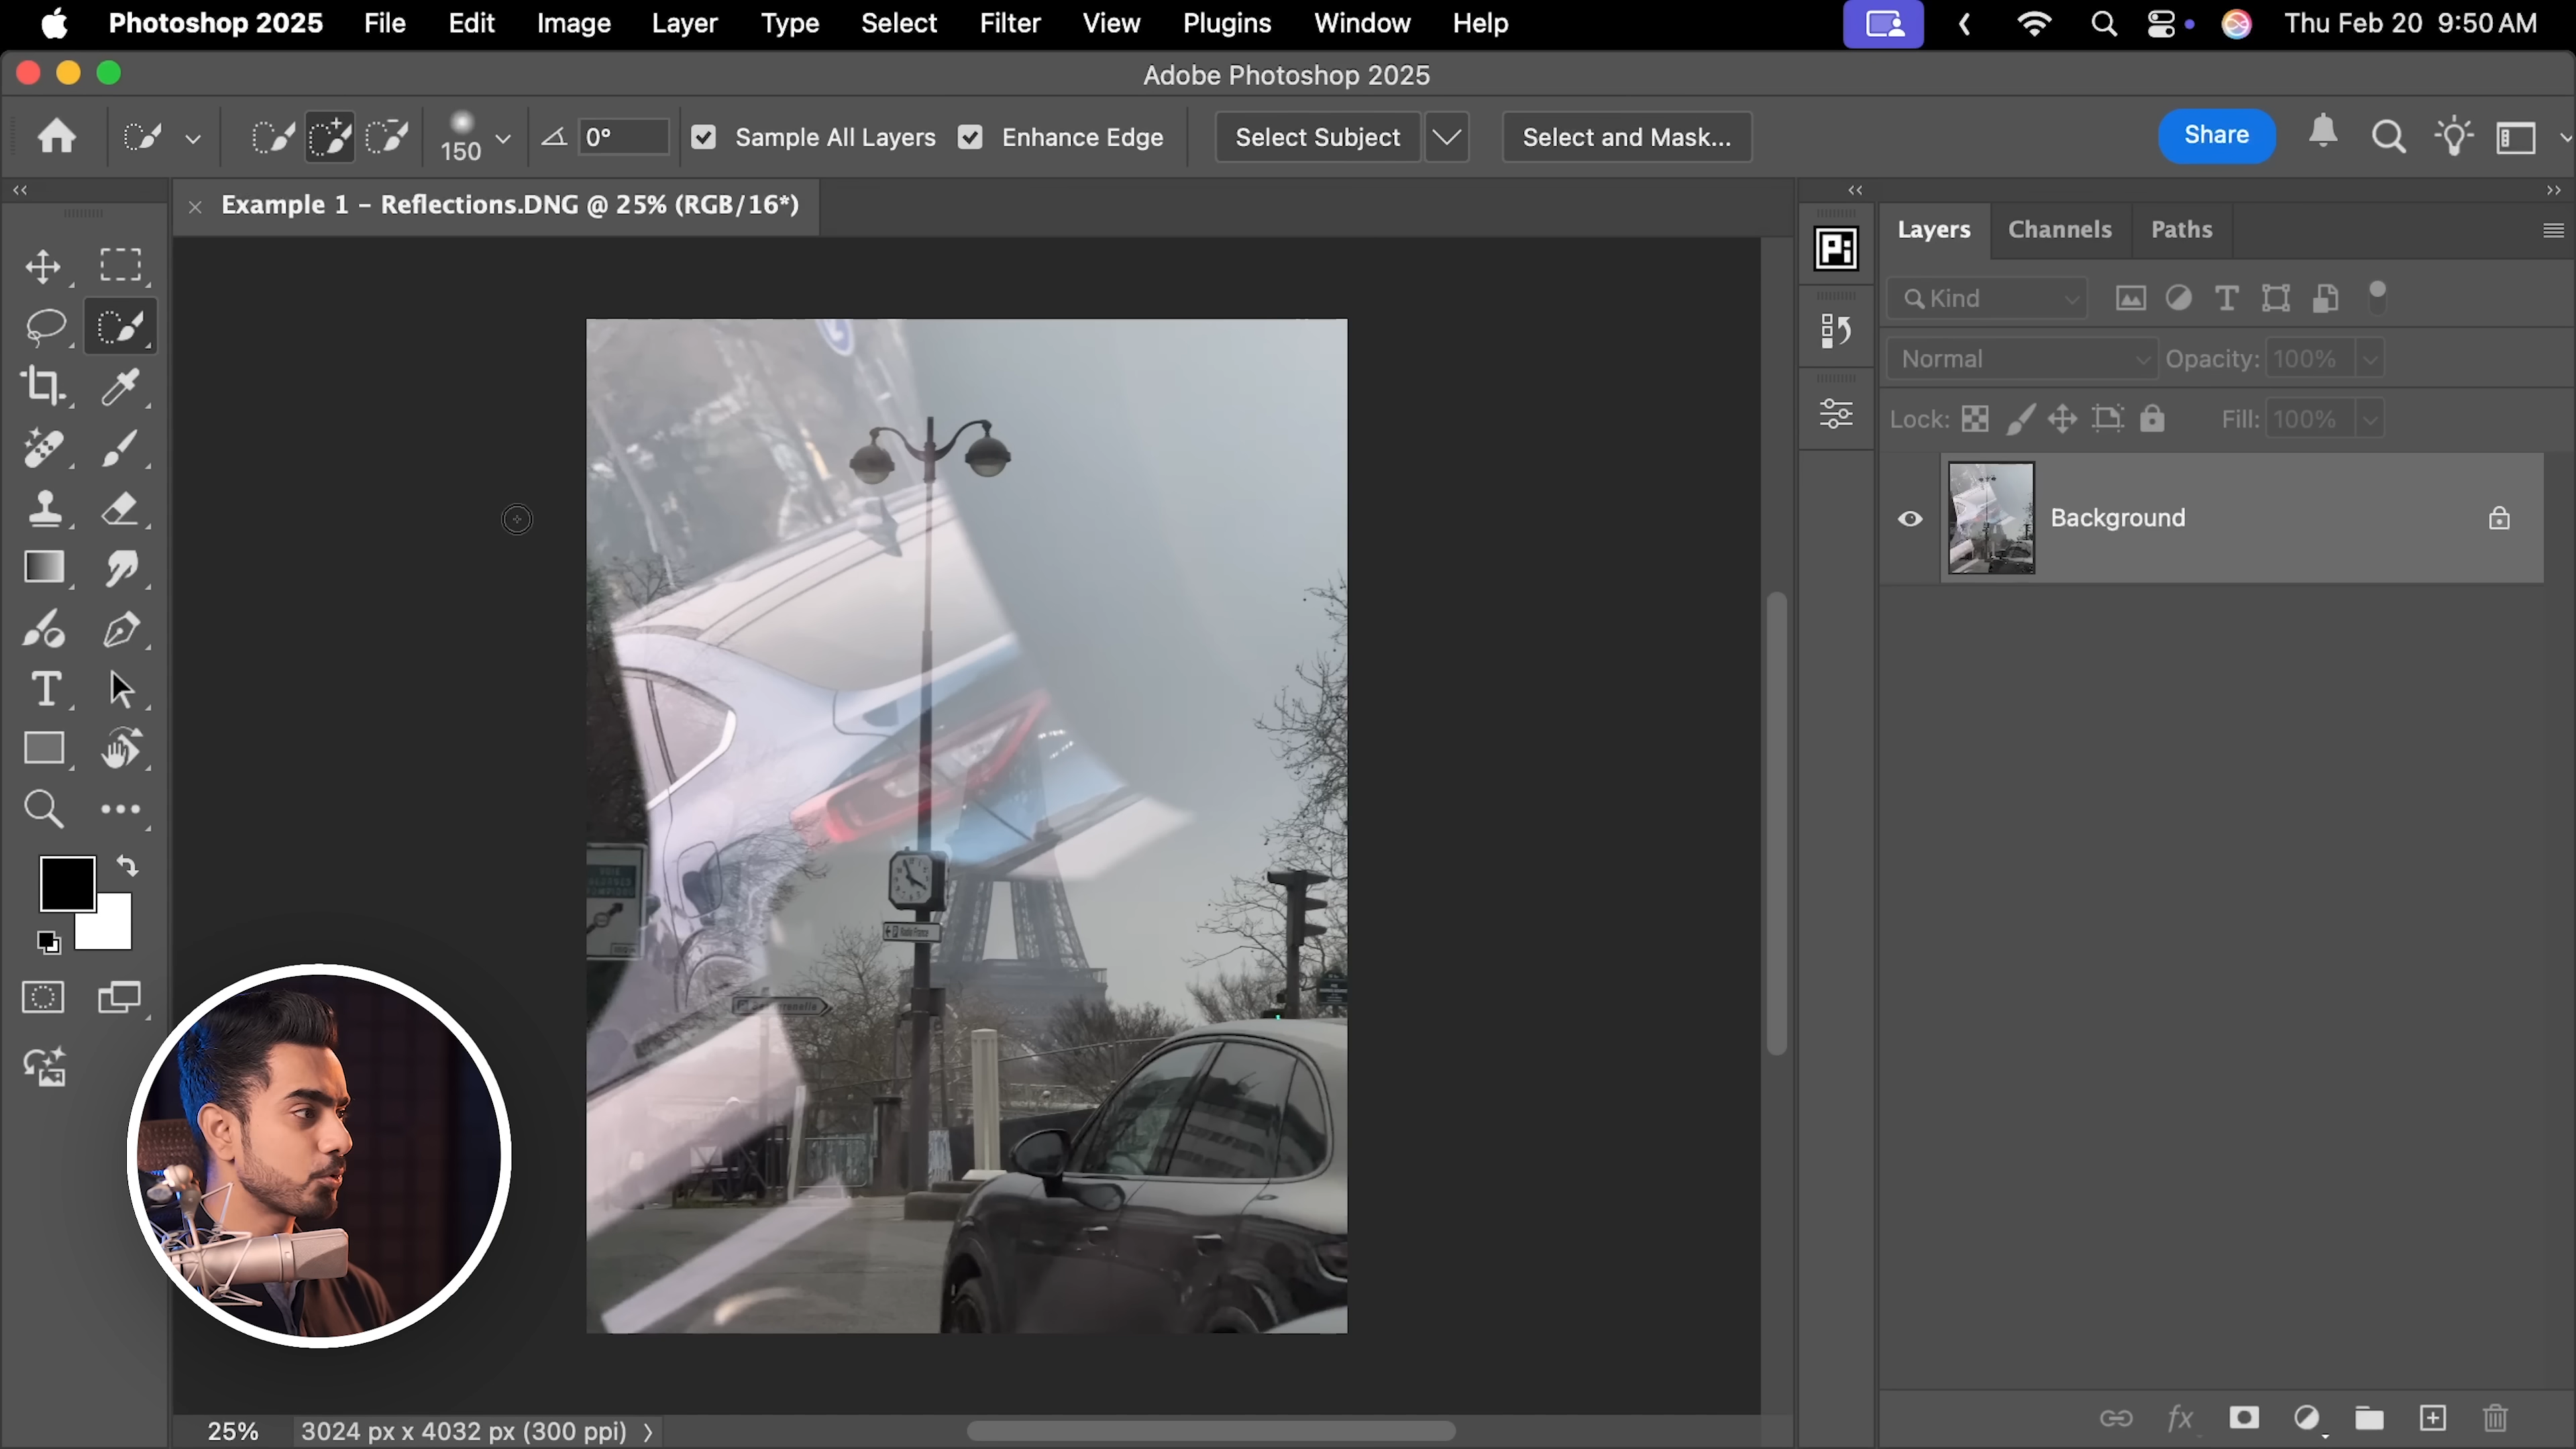 Photoshop 2025 File Edit Image Layer Type Select Filter View Plugins Window Help Thu Feb 20 9:50 AM
Adobe Photoshop 2025
150 0° Sample All Layers Enhance Edge Select Subject Select and Mask... Share
× Example 1 – Reflections.DNG @ 25% (RGB/16*)
Layers Channels Paths
Kind
Normal Opacity: 100%
Lock: Fill: 100%
Background
Radio France
25% 3024 px x 4032 px (300 ppi)